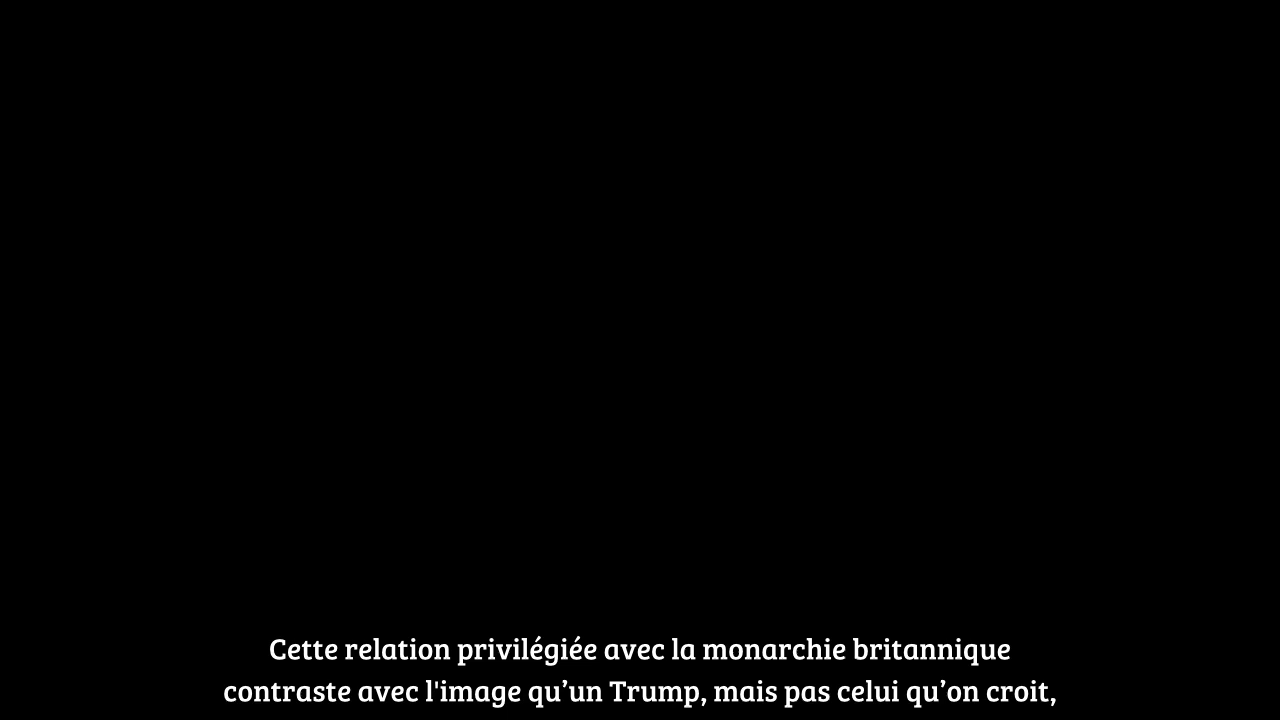 Cette relation privilégiée avec la monarchie britannique
contraste avec l'image qu’un Trump, mais pas celui qu’on croit,